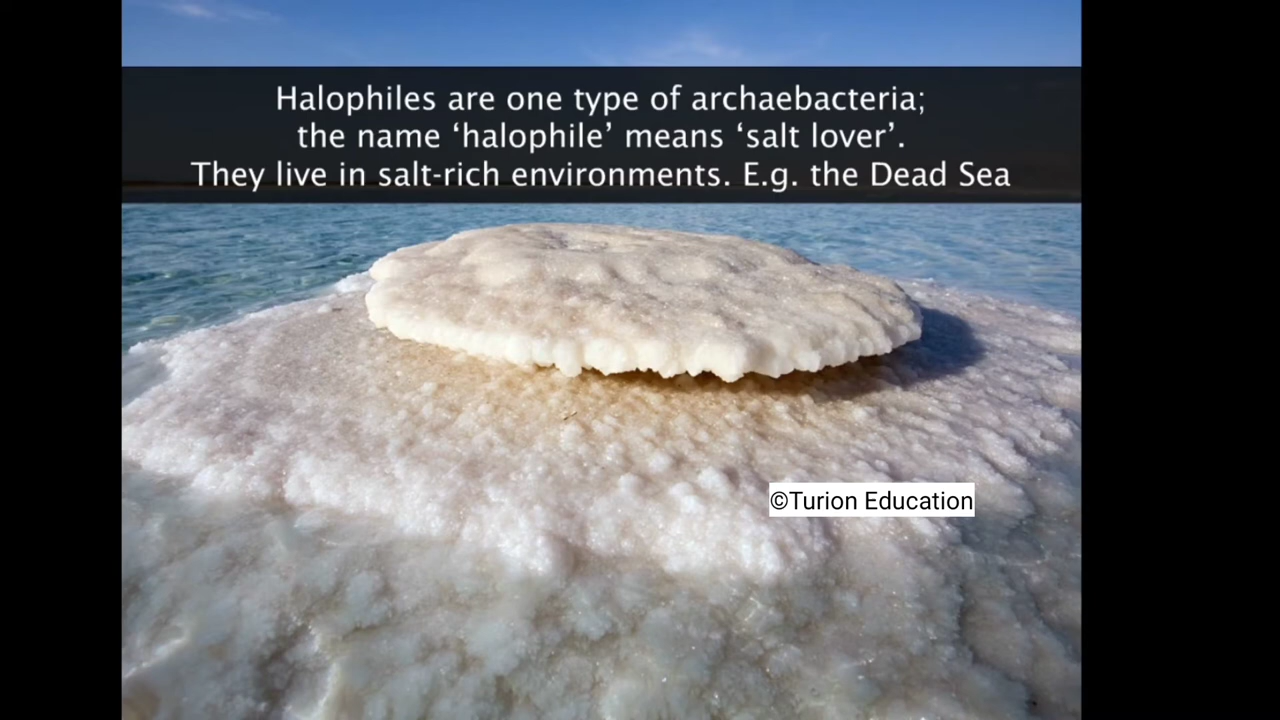 Halophiles are one type of archaebacteria;
the name ‘halophile’ means ‘salt lover’.
They live in salt-rich environments. E.g. the Dead Sea
©Turion Education